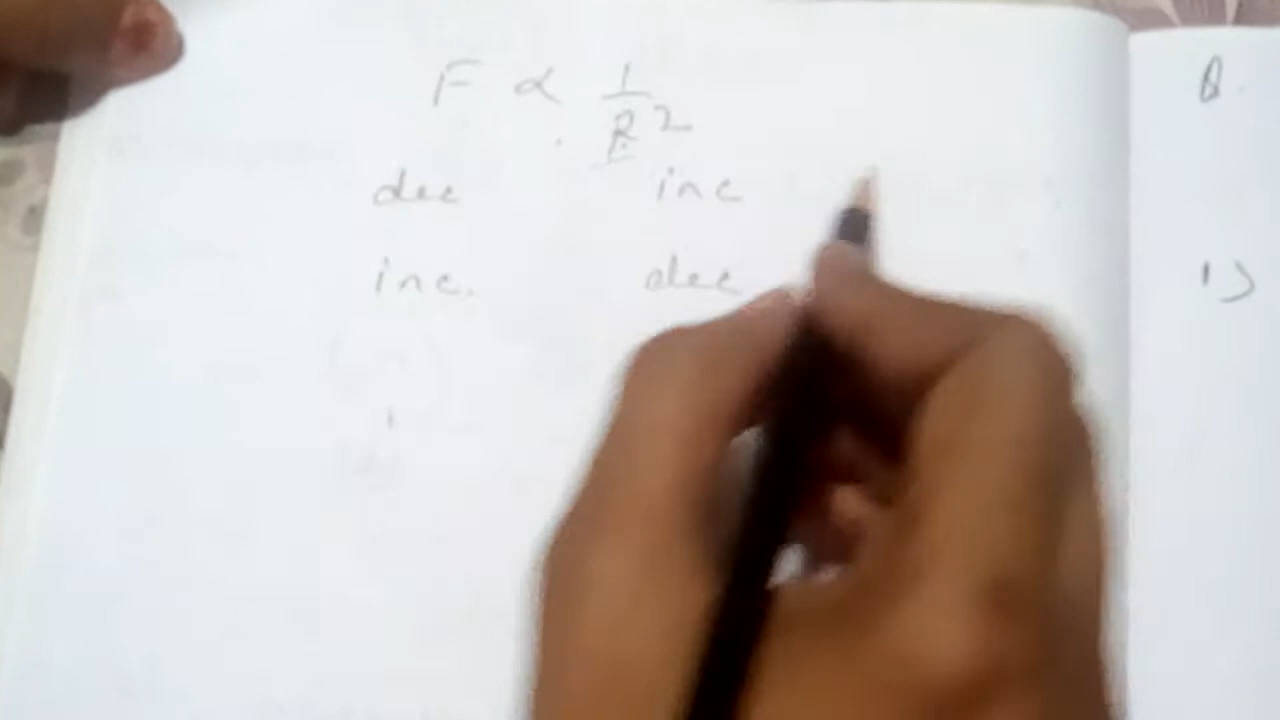 F ∝ 1/R²
dec inc
inc. dec
Q.
1)